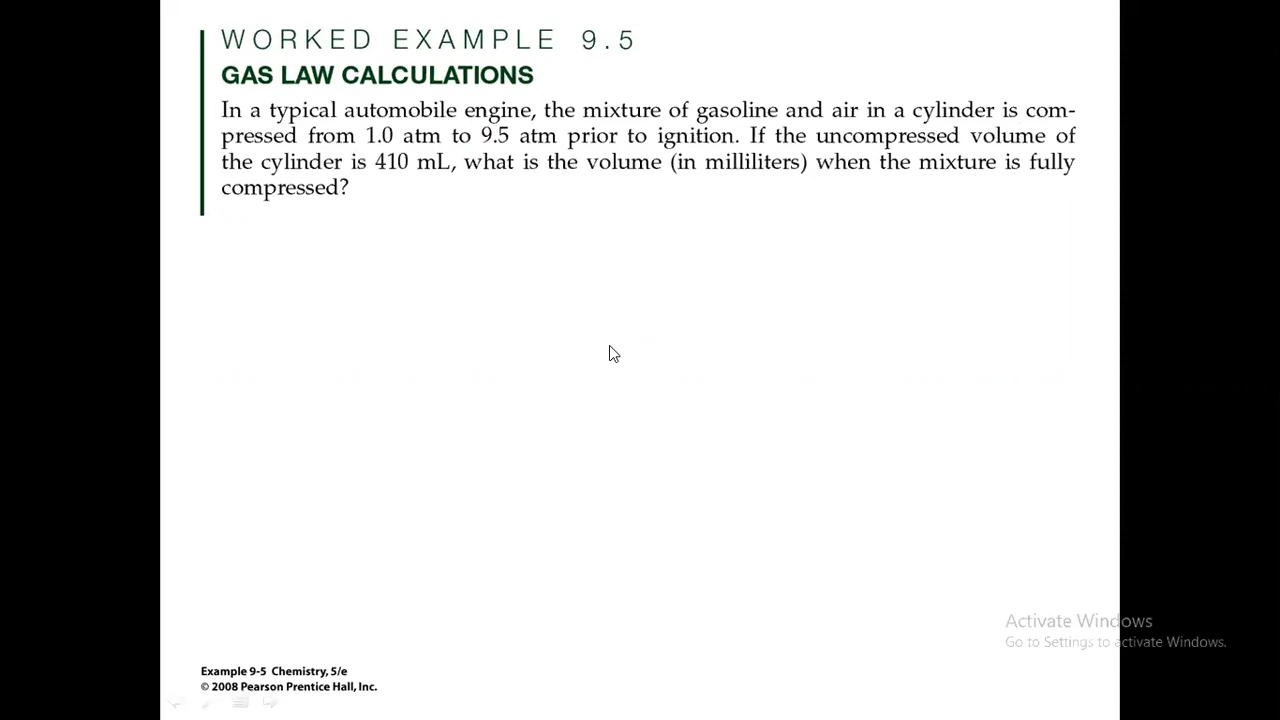 WORKED EXAMPLE 9.5
GAS LAW CALCULATIONS
In a typical automobile engine, the mixture of gasoline and air in a cylinder is com-
pressed from 1.0 atm to 9.5 atm prior to ignition. If the uncompressed volume of
the cylinder is 410 mL, what is the volume (in milliliters) when the mixture is fully
compressed?
Activate Windows
Go to Settings to activate Windows.
Example 9-5 Chemistry, 5/e
© 2008 Pearson Prentice Hall, Inc.